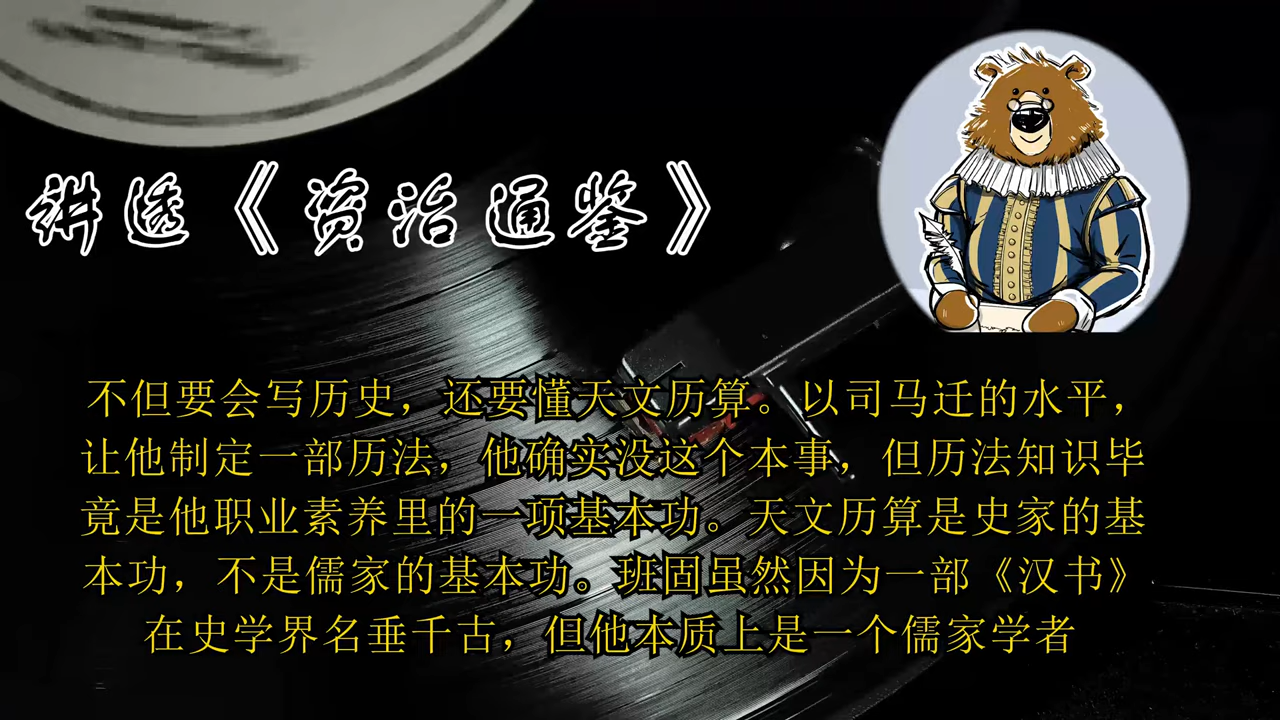 讲透《资治通鉴》
不但要会写历史，还要懂天文历算。以司马迁的水平，
让他制定一部历法，他确实没这个本事，但历法知识毕
竟是他职业素养里的一项基本功。天文历算是史家的基
本功，不是儒家的基本功。班固虽然因为一部《汉书》
在史学界名垂千古，但他本质上是一个儒家学者